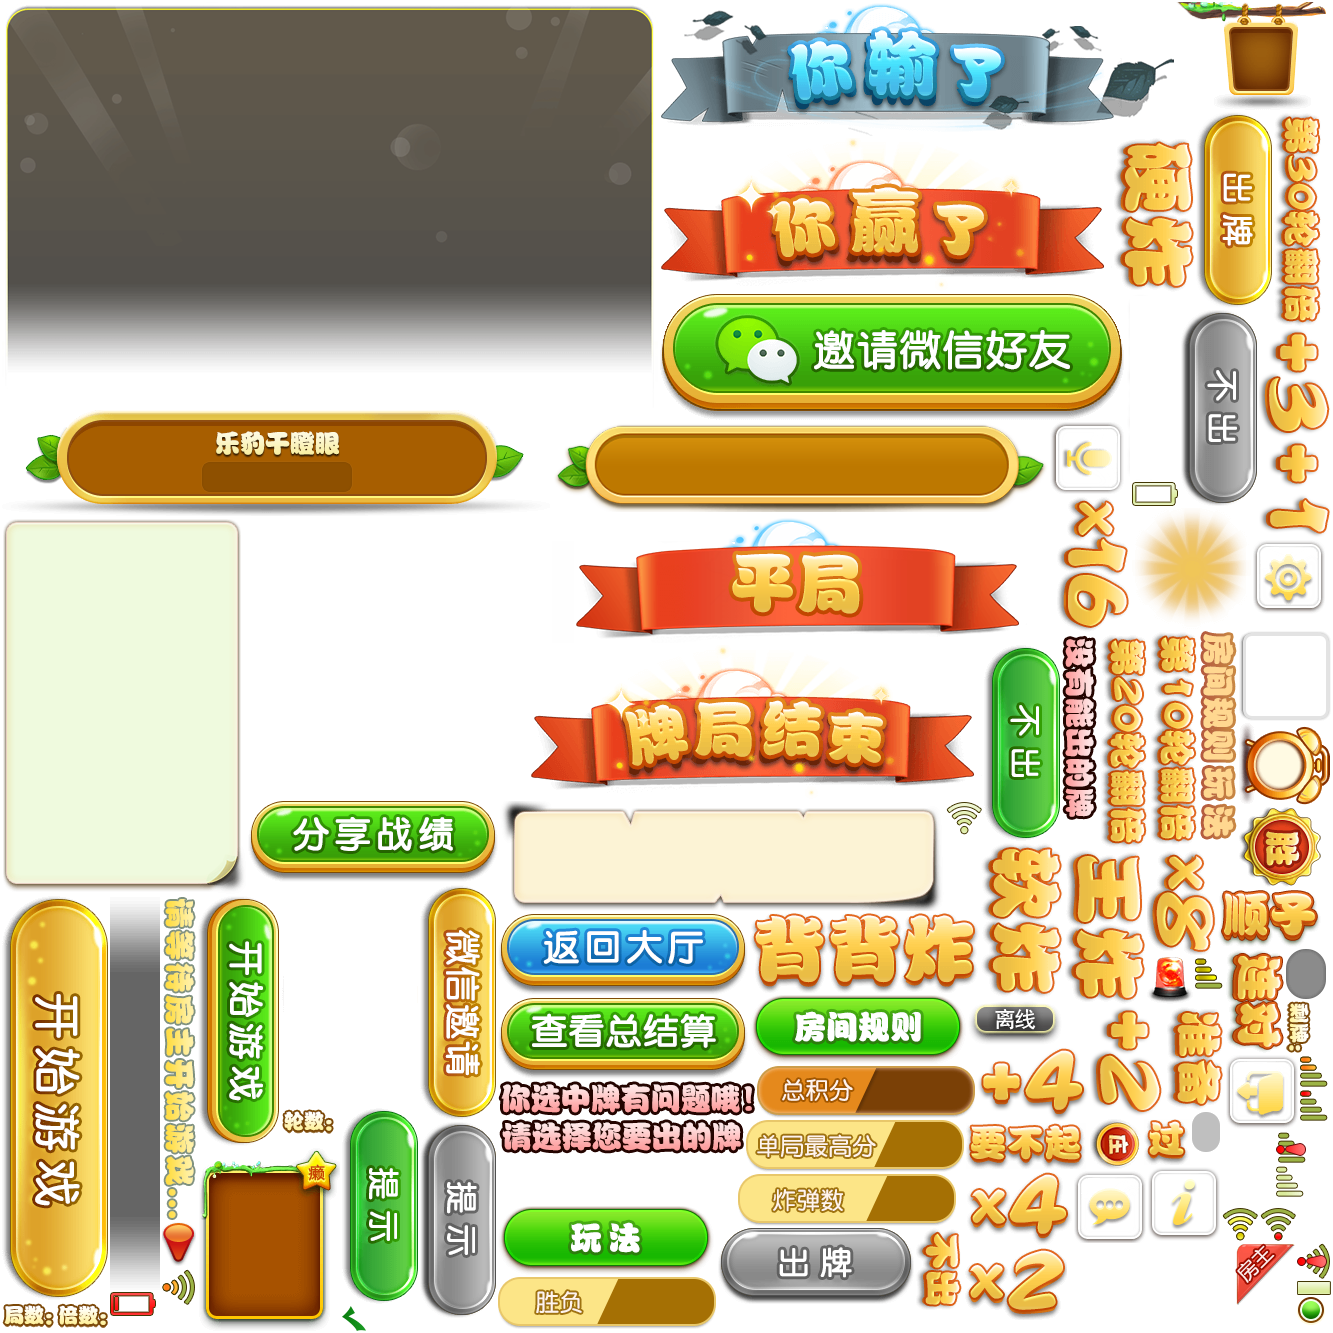 你输了
你赢了
硬炸
出牌
第30轮翻倍
邀请微信好友
不出
+3
+1
乐豹千瞪眼
x16
平局
没有能出的牌
第20轮翻倍
第10轮翻倍
房间规则
玩法
不出
牌局结束
分享战绩
胜
软炸
王炸
x8
顺子
开始游戏
请等待房主开始游戏...
开始游戏
微信邀请
返回大厅
背背炸
连对
查看总结算
房间规则
离线
+2
准备
你选中牌有问题哦!
请选择您要出的牌
总积分
+4
轮数:
提示
提示
单局最高分
要不起
庄
过
癞
炸弹数
x4
玩法
出牌
不出
x2
房主
胜负
局数:
倍数: